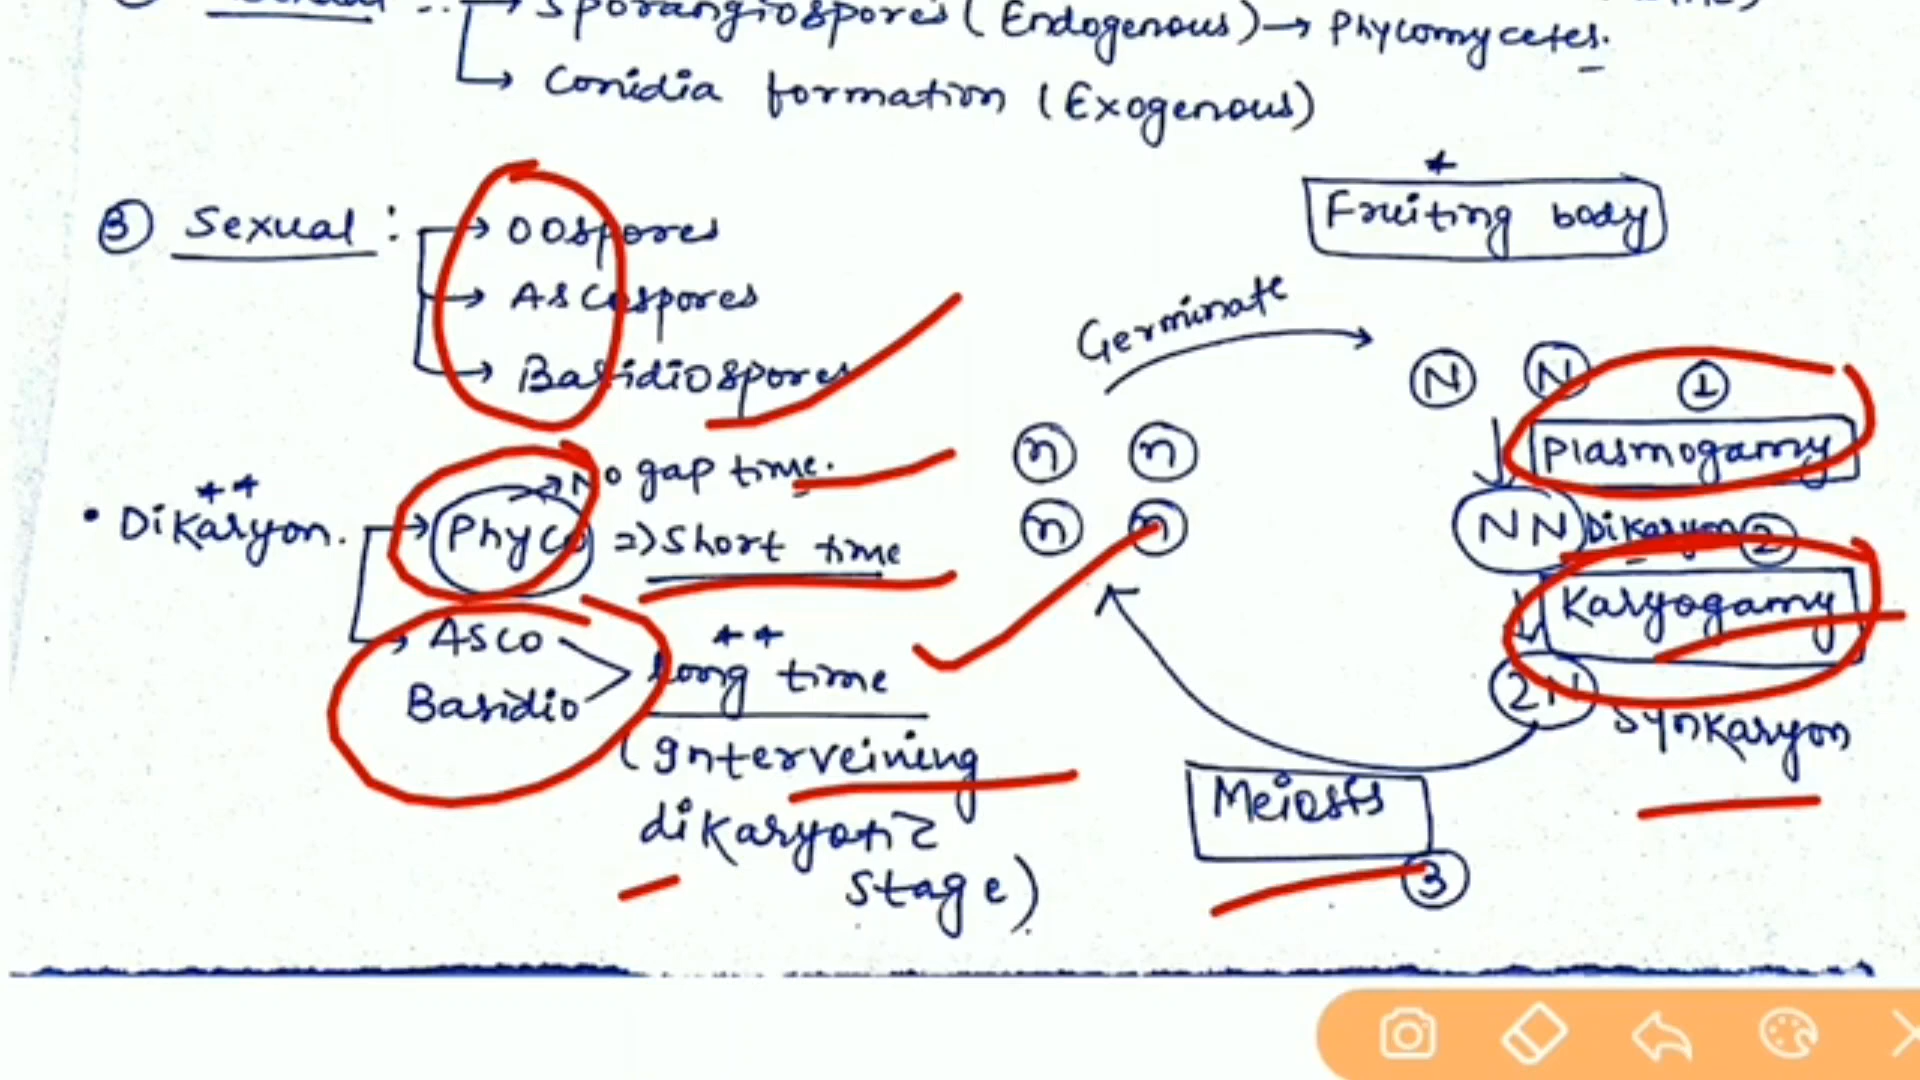 Sporangiospores (Endogenous) → Phycomycetes.
Conidia formation (Exogenous)
Fruiting body
③ Sexual :
→ Oospores
→ Ascospores
→ Basidiospores
Germinate
N N ①
Plasmogamy
n n
n n
NN Dikaryon ②
Karyogamy
2N Synkaryon
Meiosis
③
• Dikaryon.
→ Phyco → No gap time.
⇒ Short time
→ Asco
Basidio
long time
(Interveining
dikaryotic
stage)